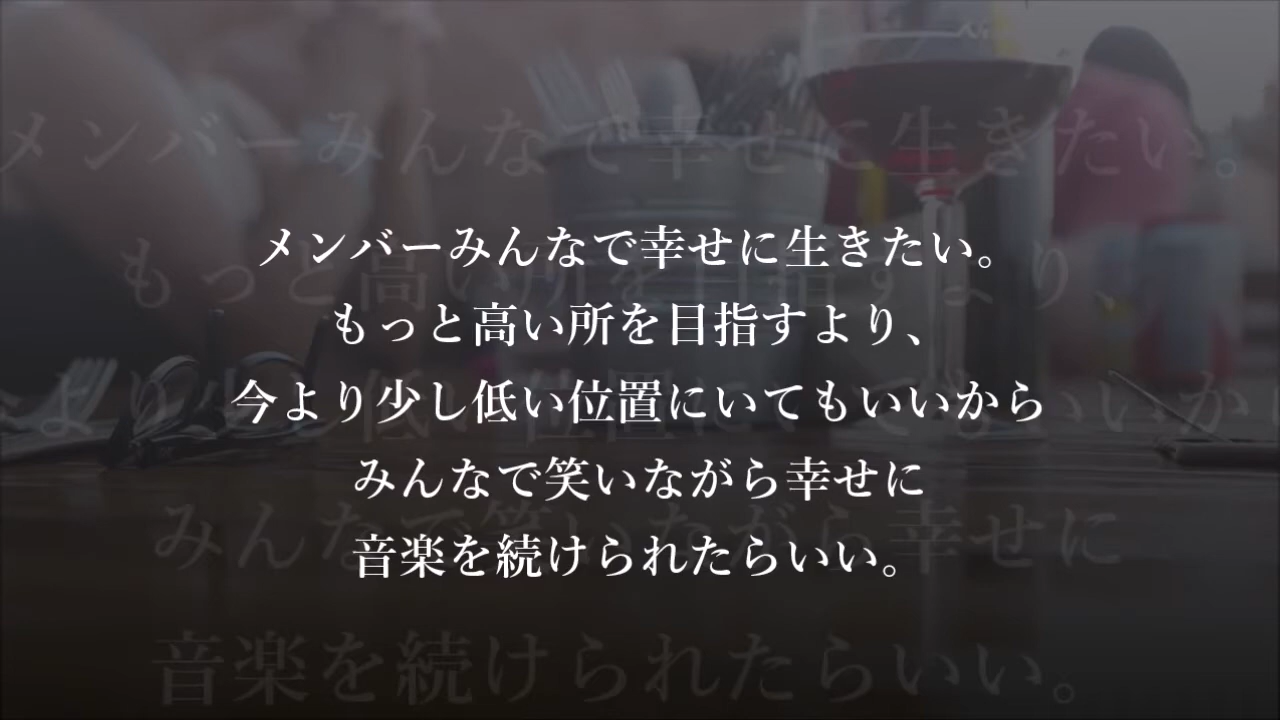 メンバーみんなで幸せに生きたい。
もっと高い所を目指すより、
今より少し低い位置にいてもいいから
みんなで笑いながら幸せに
音楽を続けられたらいい。